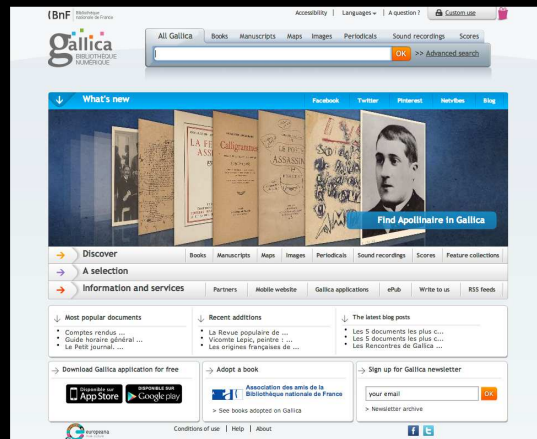 {BnF Bibliothèque nationale de France
Accessibility | Languages | A question ? Custom use
gallica
BIBLIOTHÈQUE
NUMÉRIQUE
All Gallica Books Manuscripts Maps Images Periodicals Sound recordings Scores
OK >> Advanced search
What's new Facebook Twitter Pinterest Netvibes Blog
Calligrammes
LE POÈTE
ASSASSINÉ
Find Apollinaire in Gallica
Discover Books Manuscripts Maps Images Periodicals Sound recordings Scores Feature collections
A selection
Information and services Partners Mobile website Gallica applications ePub Write to us RSS feeds
Most popular documents
Comptes rendus ...
Guide horaire général ...
Le Petit journal. ...
Recent additions
La Revue populaire de ...
Vicomte Lepic, peintre : ...
Les origines françaises de ...
The latest blog posts
Les 5 documents les plus c...
Les 5 documents les plus c...
Les Rencontres de Gallica ...
Download Gallica application for free
Disponible sur
App Store
DISPONIBLE SUR
Google play
Adopt a book
Association des amis de la
Bibliothèque nationale de France
> See books adopted on Gallica
Sign up for Gallica newsletter
your email OK
> Newsletter archive
europeana
Conditions of use | Help | About